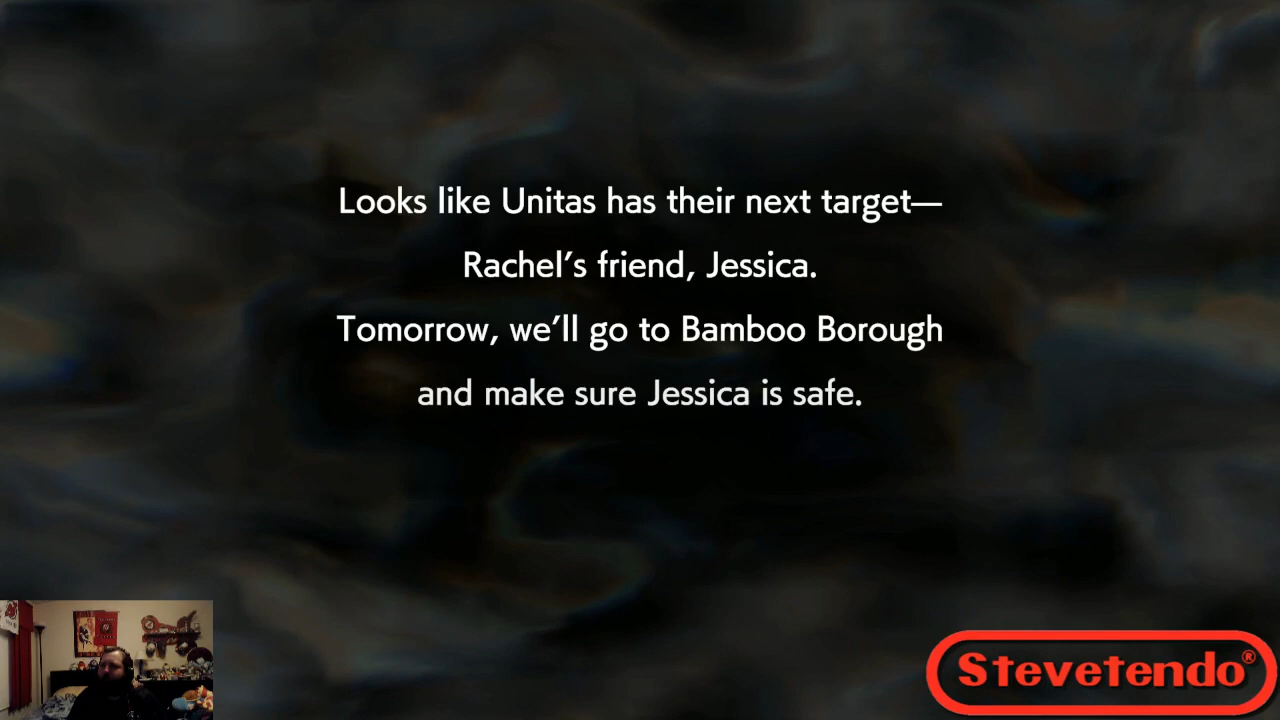 Looks like Unitas has their next target—
Rachel's friend, Jessica.
Tomorrow, we'll go to Bamboo Borough
and make sure Jessica is safe.
Stevetendo®